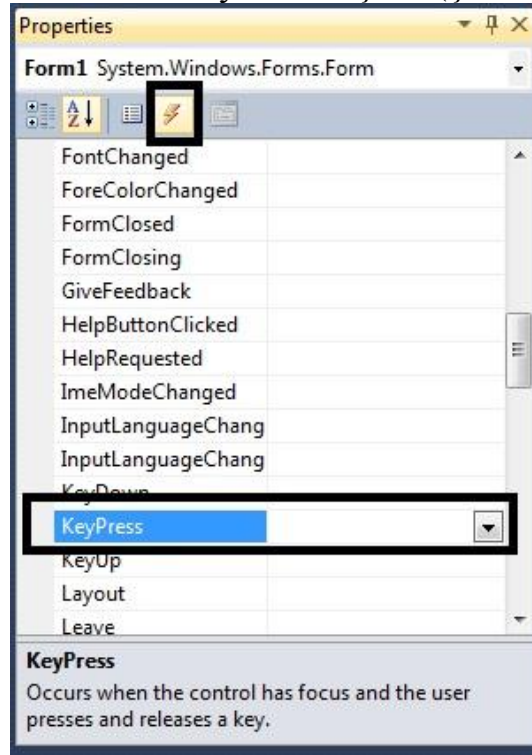 Properties
Form1 System.Windows.Forms.Form
FontChanged
ForeColorChanged
FormClosed
FormClosing
GiveFeedback
HelpButtonClicked
HelpRequested
ImeModeChanged
InputLanguageChang
InputLanguageChang
KeyDown
KeyPress
KeyUp
Layout
Leave
KeyPress
Occurs when the control has focus and the user
presses and releases a key.